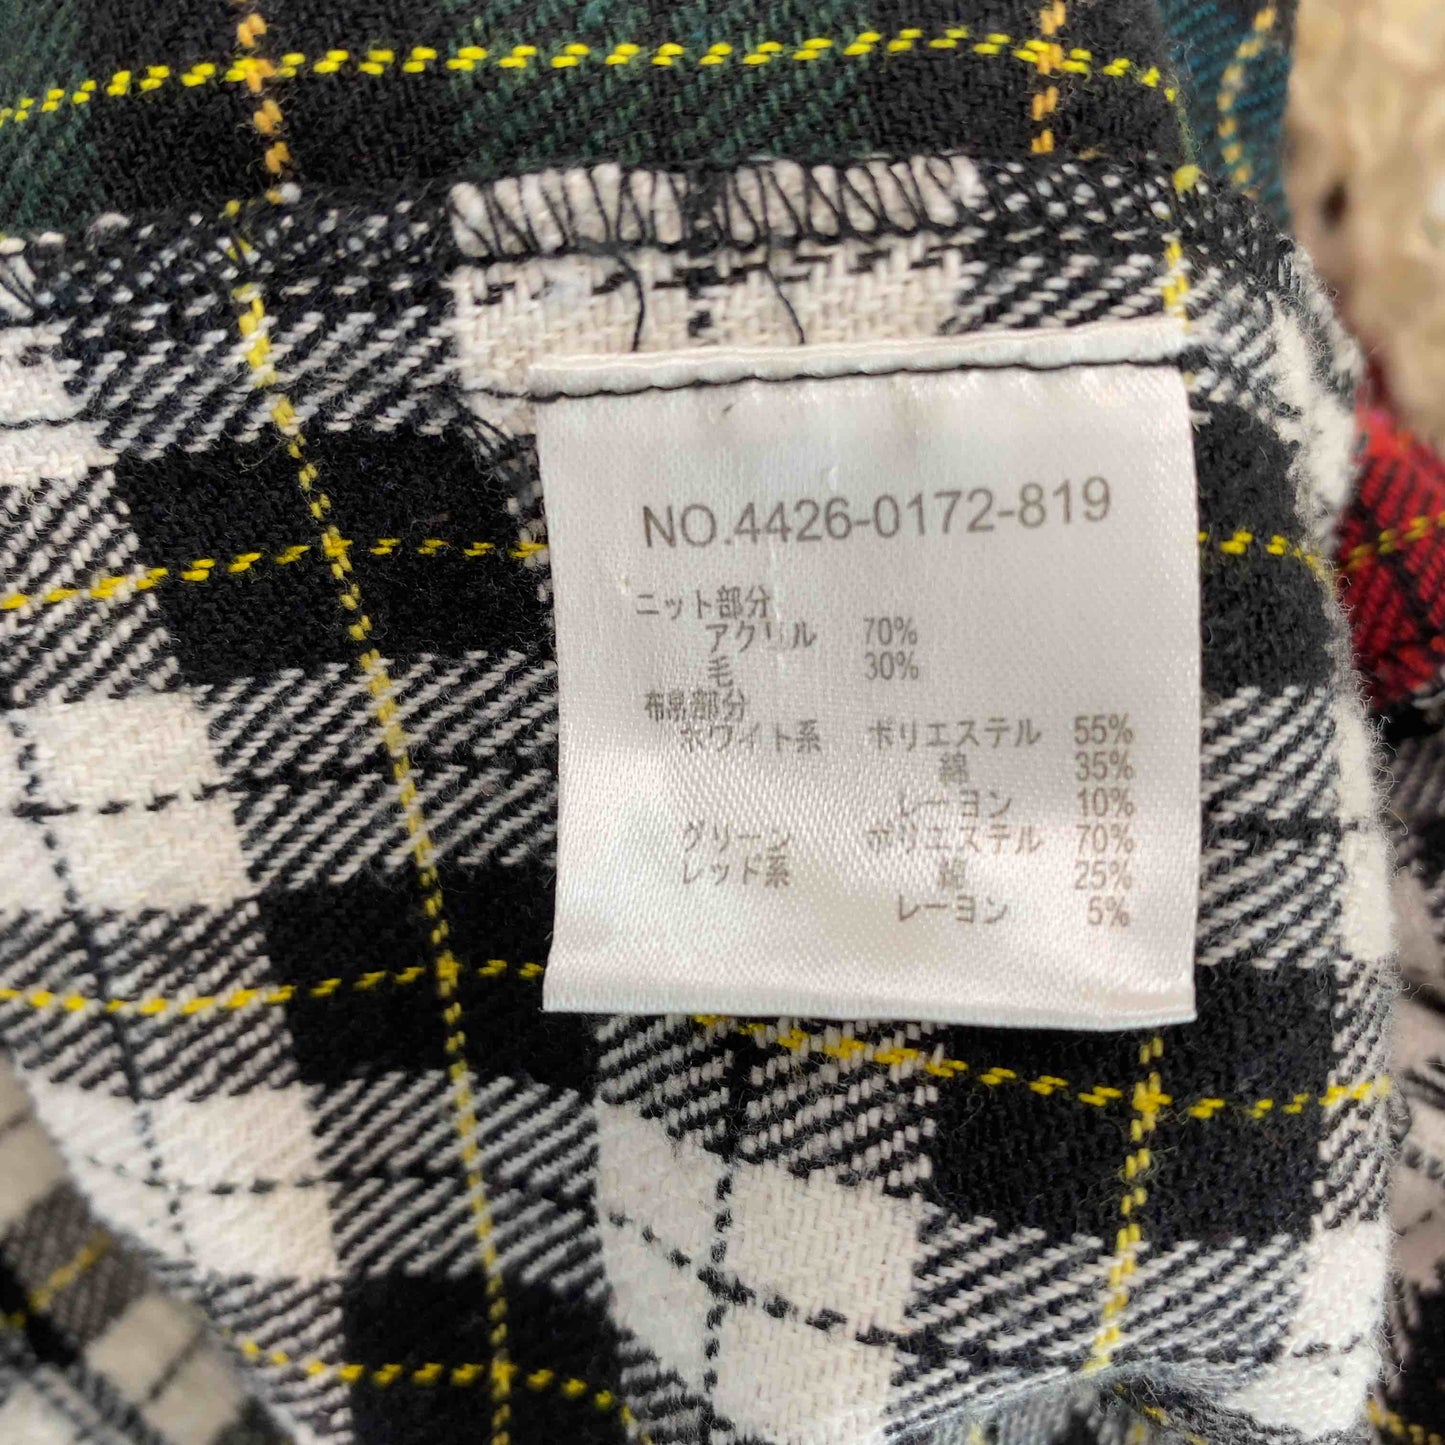 NO.4426-0172-819
ニット部分
アクリル 70%
毛 30%
布帛部分
ホワイト系 ポリエステル 55%
綿 35%
レーヨン 10%
グリーン ポリエステル 70%
レッド系 綿 25%
レーヨン 5%